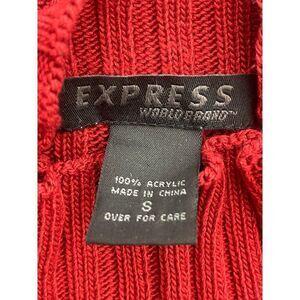 EXPRESS
WORLD BRAND™
100% ACRYLIC
MADE IN CHINA
S
OVER FOR CARE